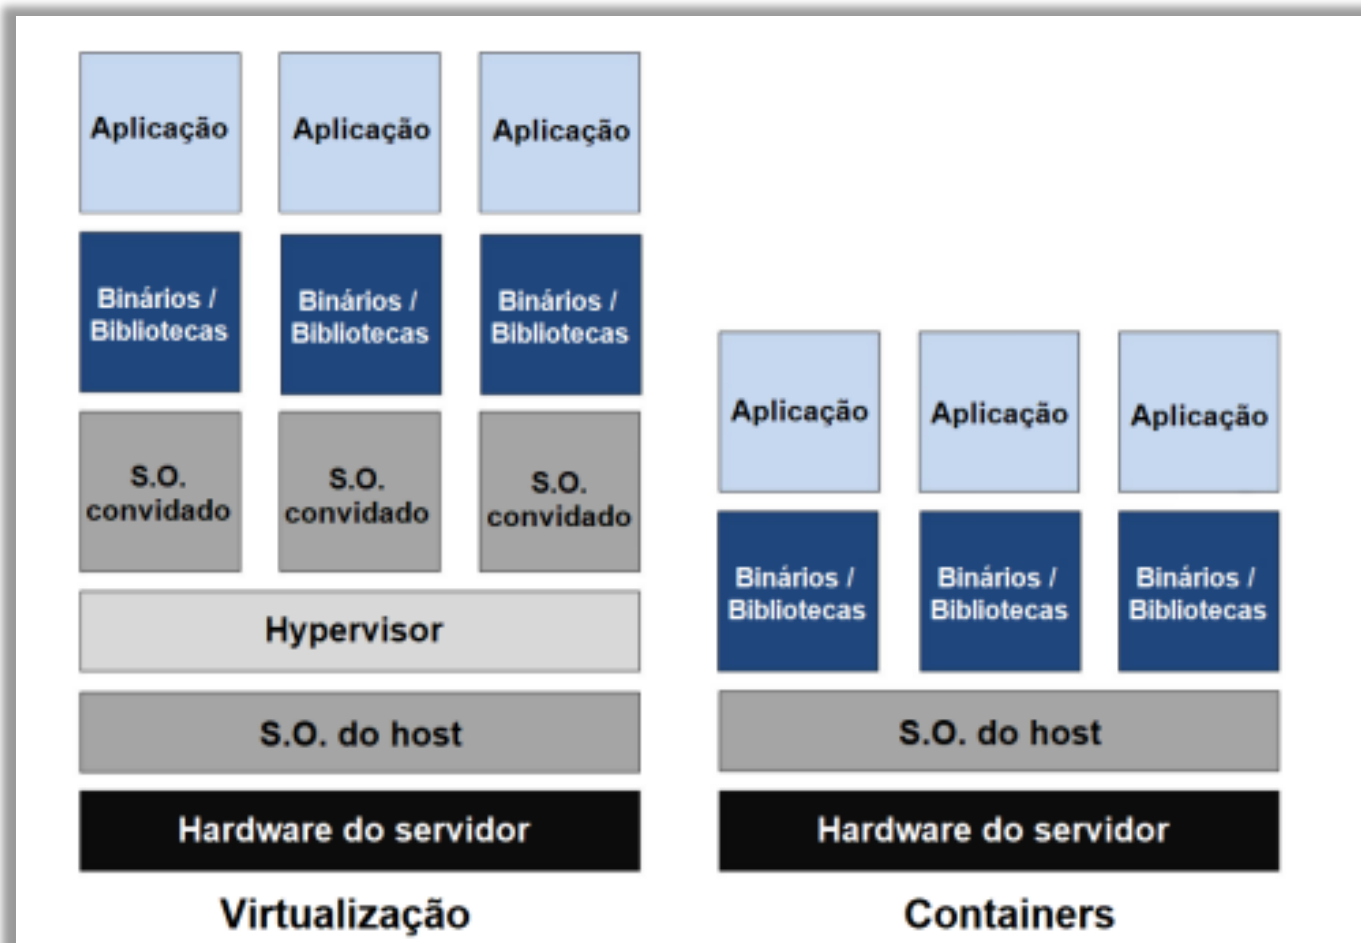 Aplicação
Aplicação
Aplicação
Binários /
Bibliotecas
Binários /
Bibliotecas
Binários /
Bibliotecas
S.O.
convidado
S.O.
convidado
S.O.
convidado
Hypervisor
S.O. do host
Hardware do servidor
Virtualização
Aplicação
Aplicação
Aplicação
Binários /
Bibliotecas
Binários /
Bibliotecas
Binários /
Bibliotecas
S.O. do host
Hardware do servidor
Containers